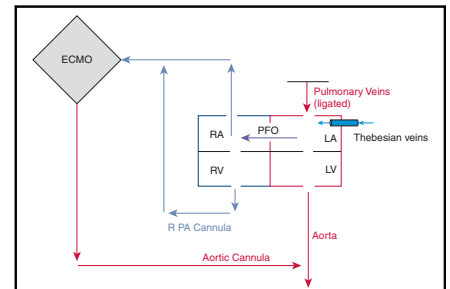 ECMO
Pulmonary Veins
(ligated)
RA
PFO
LA
Thebesian veins
RV
LV
R PA Cannula
Aorta
Aortic Cannula